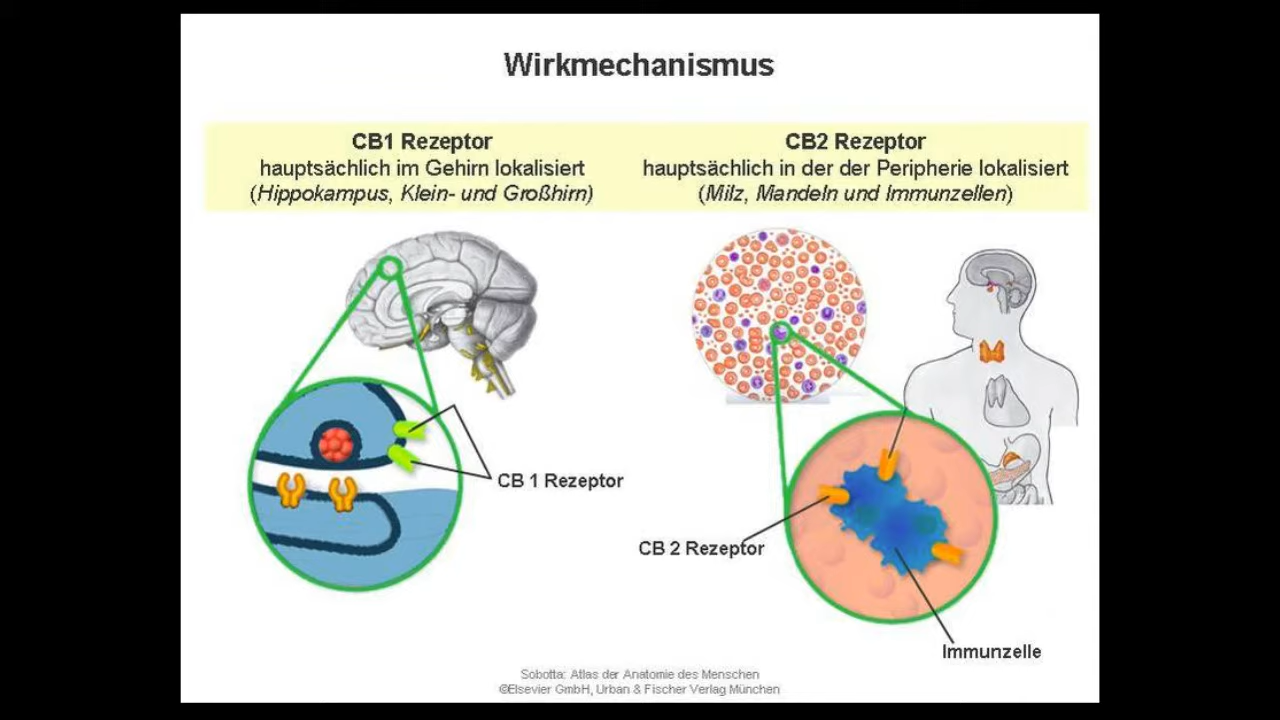 Wirkmechanismus
CB1 Rezeptor
hauptsächlich im Gehirn lokalisiert
(Hippokampus, Klein- und Großhirn)
CB2 Rezeptor
hauptsächlich in der der Peripherie lokalisiert
(Milz, Mandeln und Immunzellen)
CB 1 Rezeptor
CB 2 Rezeptor
Immunzelle
Sobotta: Atlas der Anatomie des Menschen
©Elsevier GmbH, Urban & Fischer Verlag München